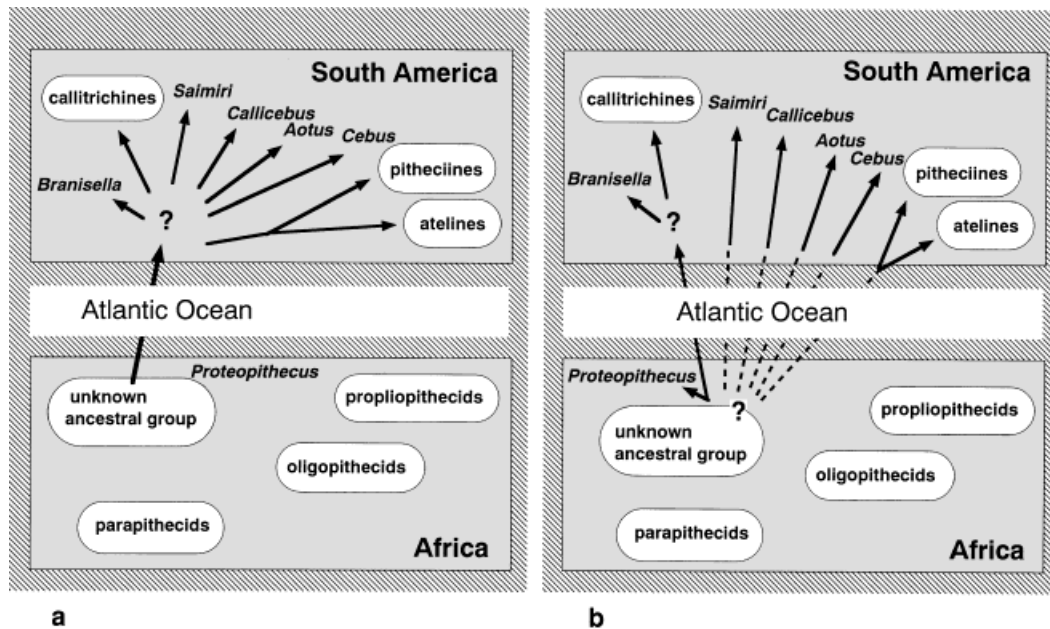 South America
callitrichines
Saimiri
Callicebus
Aotus
Cebus
pitheciines
Branisella
?
atelines
Atlantic Ocean
Proteopithecus
unknown
ancestral group
propliopithecids
oligopithecids
parapithecids
Africa
a
South America
callitrichines
Saimiri
Callicebus
Aotus
Cebus
pitheciines
Branisella
?
atelines
Atlantic Ocean
Proteopithecus
?
unknown
ancestral group
propliopithecids
oligopithecids
parapithecids
Africa
b